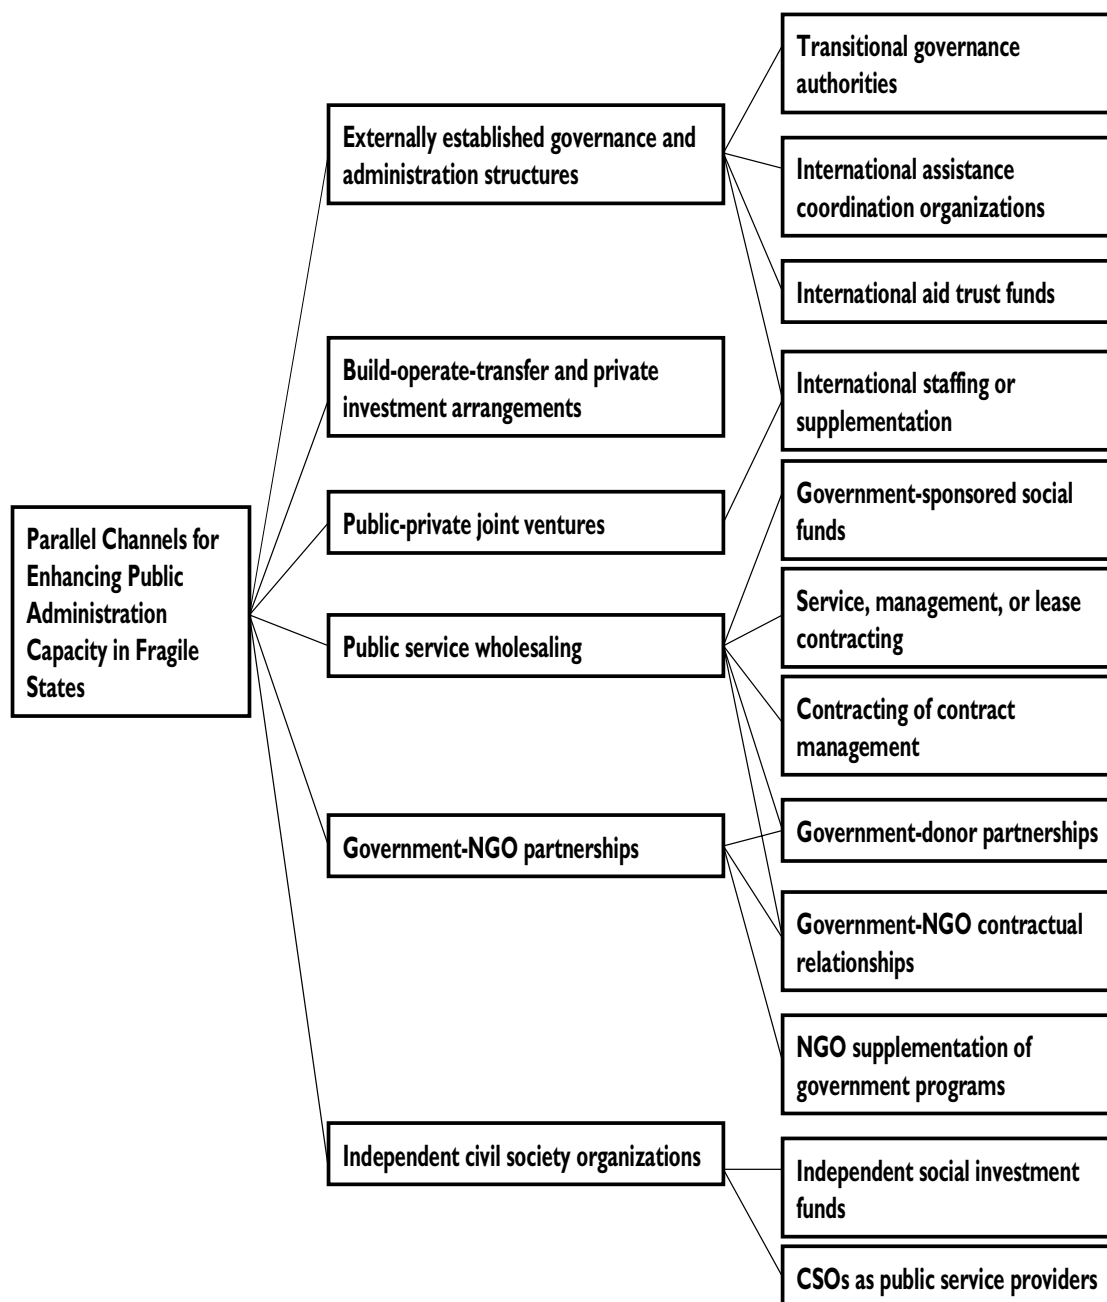 Parallel Channels for
Enhancing Public
Administration
Capacity in Fragile
States
Externally established governance and
administration structures
Build-operate-transfer and private
investment arrangements
Public-private joint ventures
Public service wholesaling
Government-NGO partnerships
Independent civil society organizations
Transitional governance
authorities
International assistance
coordination organizations
International aid trust funds
International staffing or
supplementation
Government-sponsored social
funds
Service, management, or lease
contracting
Contracting of contract
management
Government-donor partnerships
Government-NGO contractual
relationships
NGO supplementation of
government programs
Independent social investment
funds
CSOs as public service providers